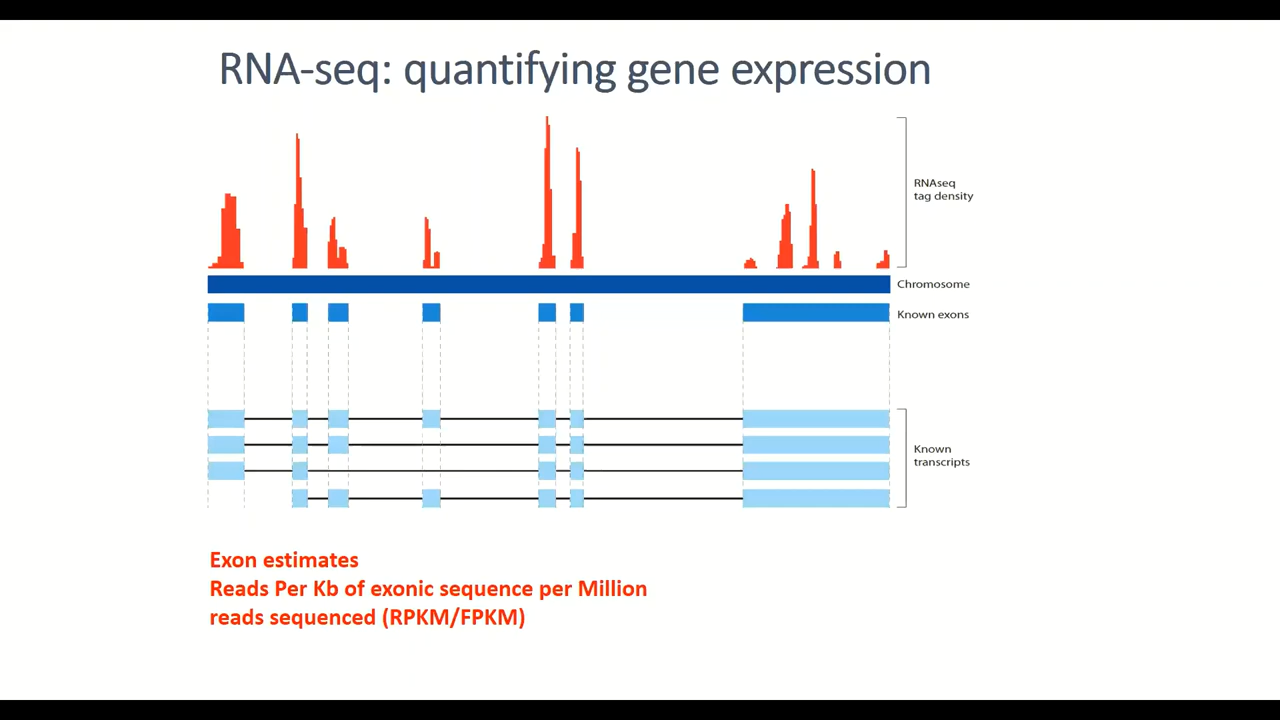 RNA-seq: quantifying gene expression
RNAseq
tag density
Chromosome
Known exons
Known
transcripts
Exon estimates
Reads Per Kb of exonic sequence per Million
reads sequenced (RPKM/FPKM)